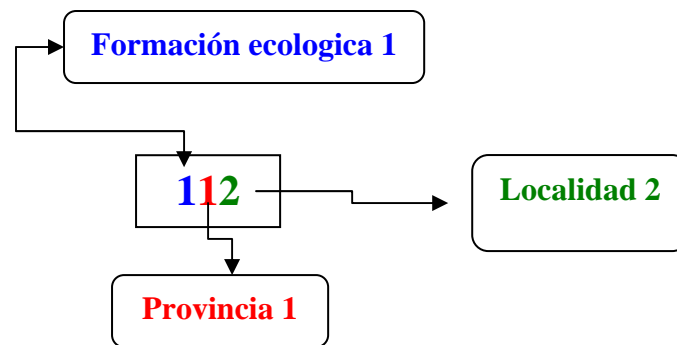 Formación ecologica 1
112
Localidad 2
Provincia 1